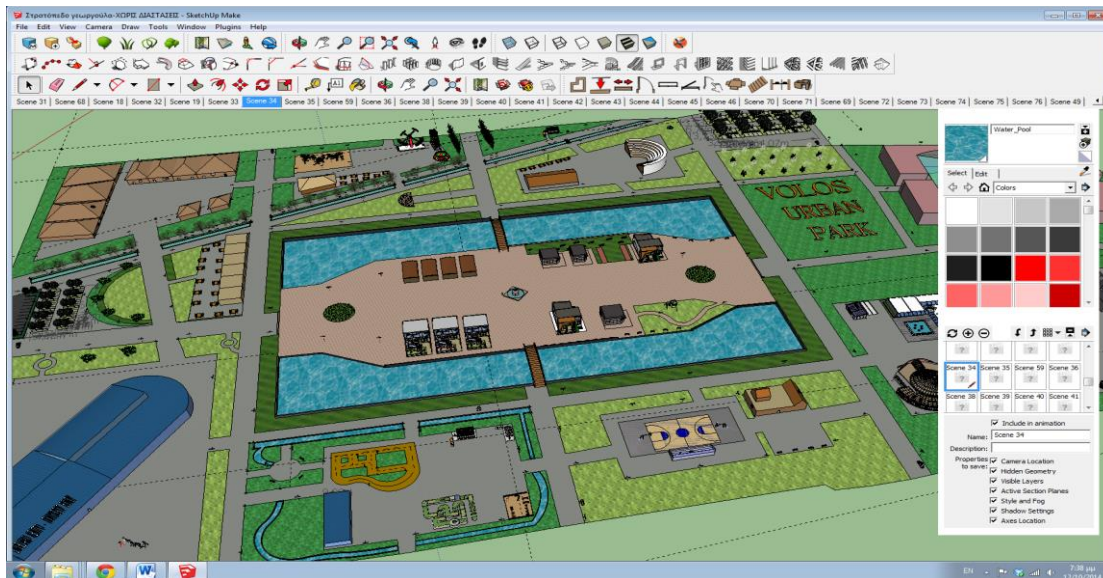 Στρατόπεδο γεωργούλα-ΧΩΡΙΣ ΔΙΑΣΤΑΣΕΙΣ - SketchUp Make
File Edit View Camera Draw Tools Window Plugins Help
Scene 31 Scene 68 Scene 18 Scene 32 Scene 19 Scene 33 Scene 34 Scene 35 Scene 59 Scene 36 Scene 38 Scene 39 Scene 40 Scene 41 Scene 42 Scene 43 Scene 44 Scene 45 Scene 46 Scene 70 Scene 71 Scene 69 Scene 72 Scene 73 Scene 74 Scene 75 Scene 76 Scene 49
Water_Pool
Select Edit
Colors
VOLOS
URBAN
PARK
Scene 34 Scene 35 Scene 59 Scene 36
Scene 38 Scene 39 Scene 40 Scene 41
Include in animation
Name: Scene 34
Description:
Properties to save:
Camera Location
Hidden Geometry
Visible Layers
Active Section Planes
Style and Fog
Shadow Settings
Axes Location
EN
7:38 μμ